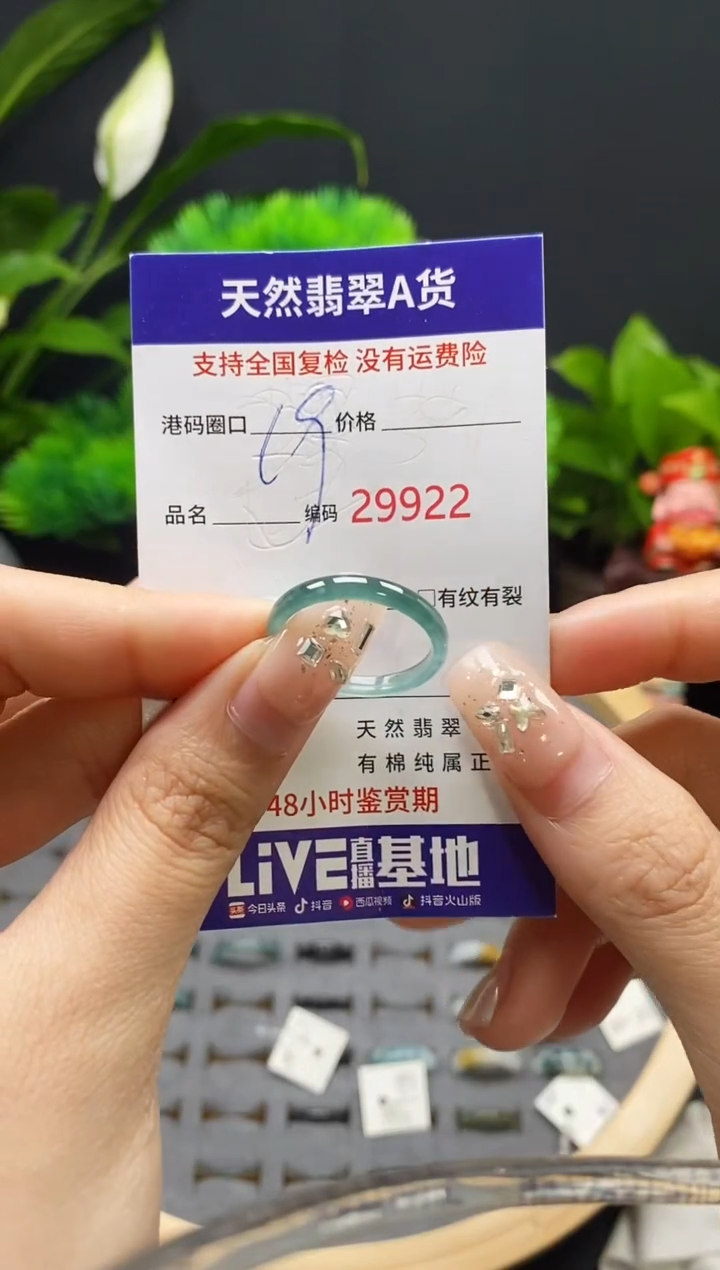 天然翡翠A货
支持全国复检 没有运费险
港码圈口 19 价格
品名 编码 29922
□有纹有裂
天然翡翠
有棉纯属正
48小时鉴赏期
LiVE直播基地
头条 今日头条 抖音 西瓜视频 抖音火山版